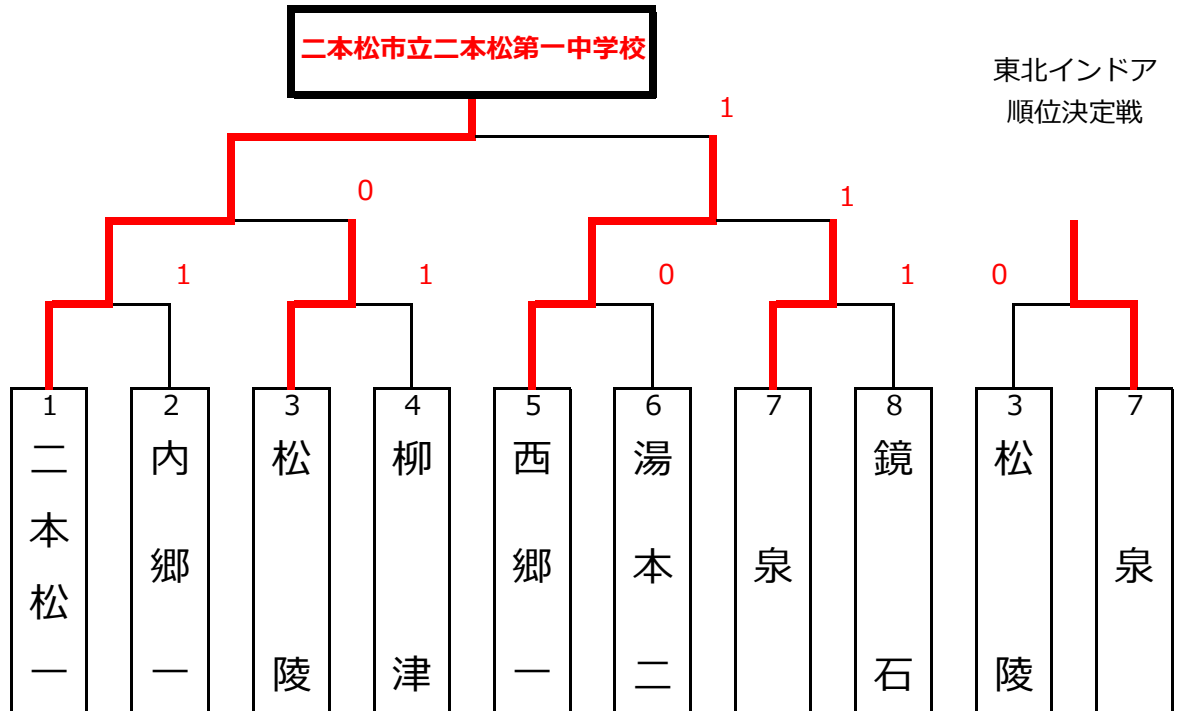 二本松市立二本松第一中学校
東北インドア
順位決定戦
1
0
1
1
1
0
1
0
1
2
3
4
5
6
7
8
3
7
二本松一
内郷一
松陵
柳津
西郷一
湯本二
泉
鏡石
松陵
泉